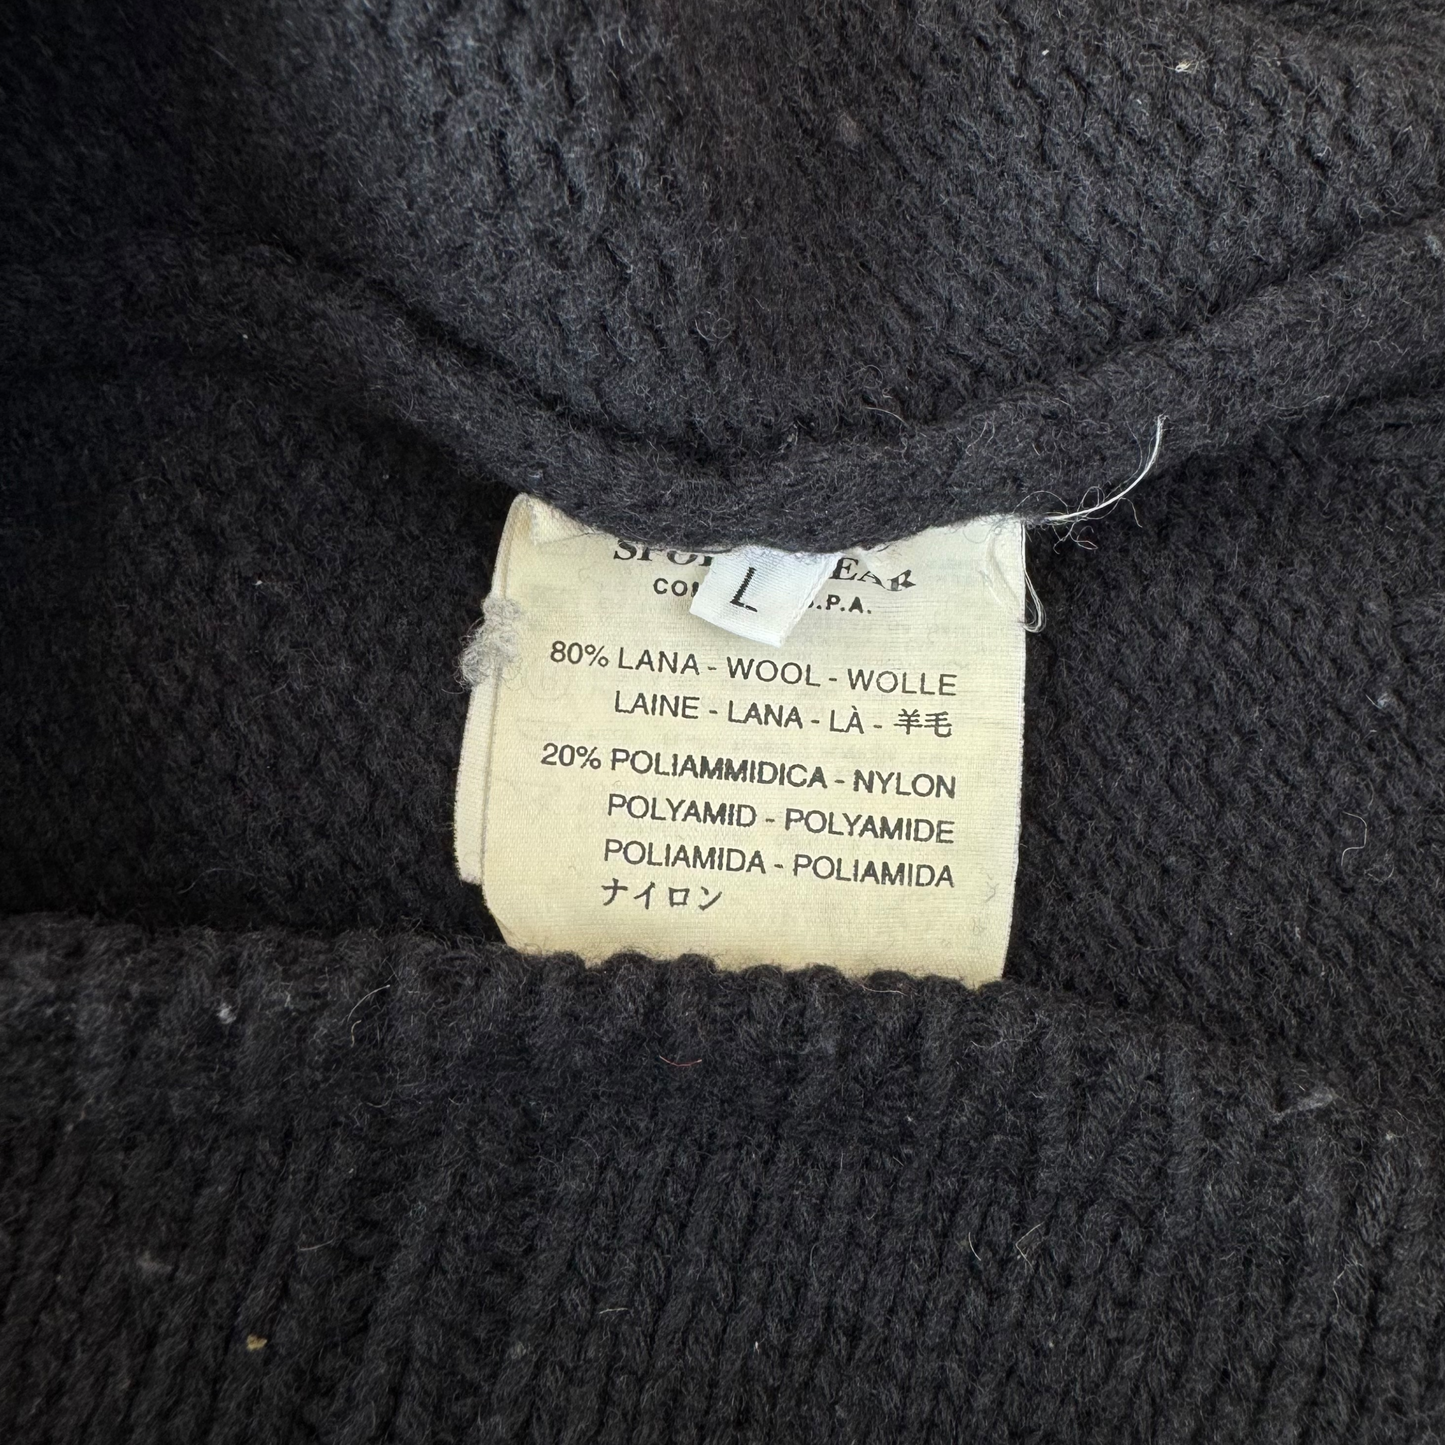 L
80% LANA - WOOL - WOLLE
LAINE - LANA - LÀ - 羊毛
20% POLIAMMIDICA - NYLON
POLYAMID - POLYAMIDE
POLIAMIDA - POLIAMIDA
ナイロン